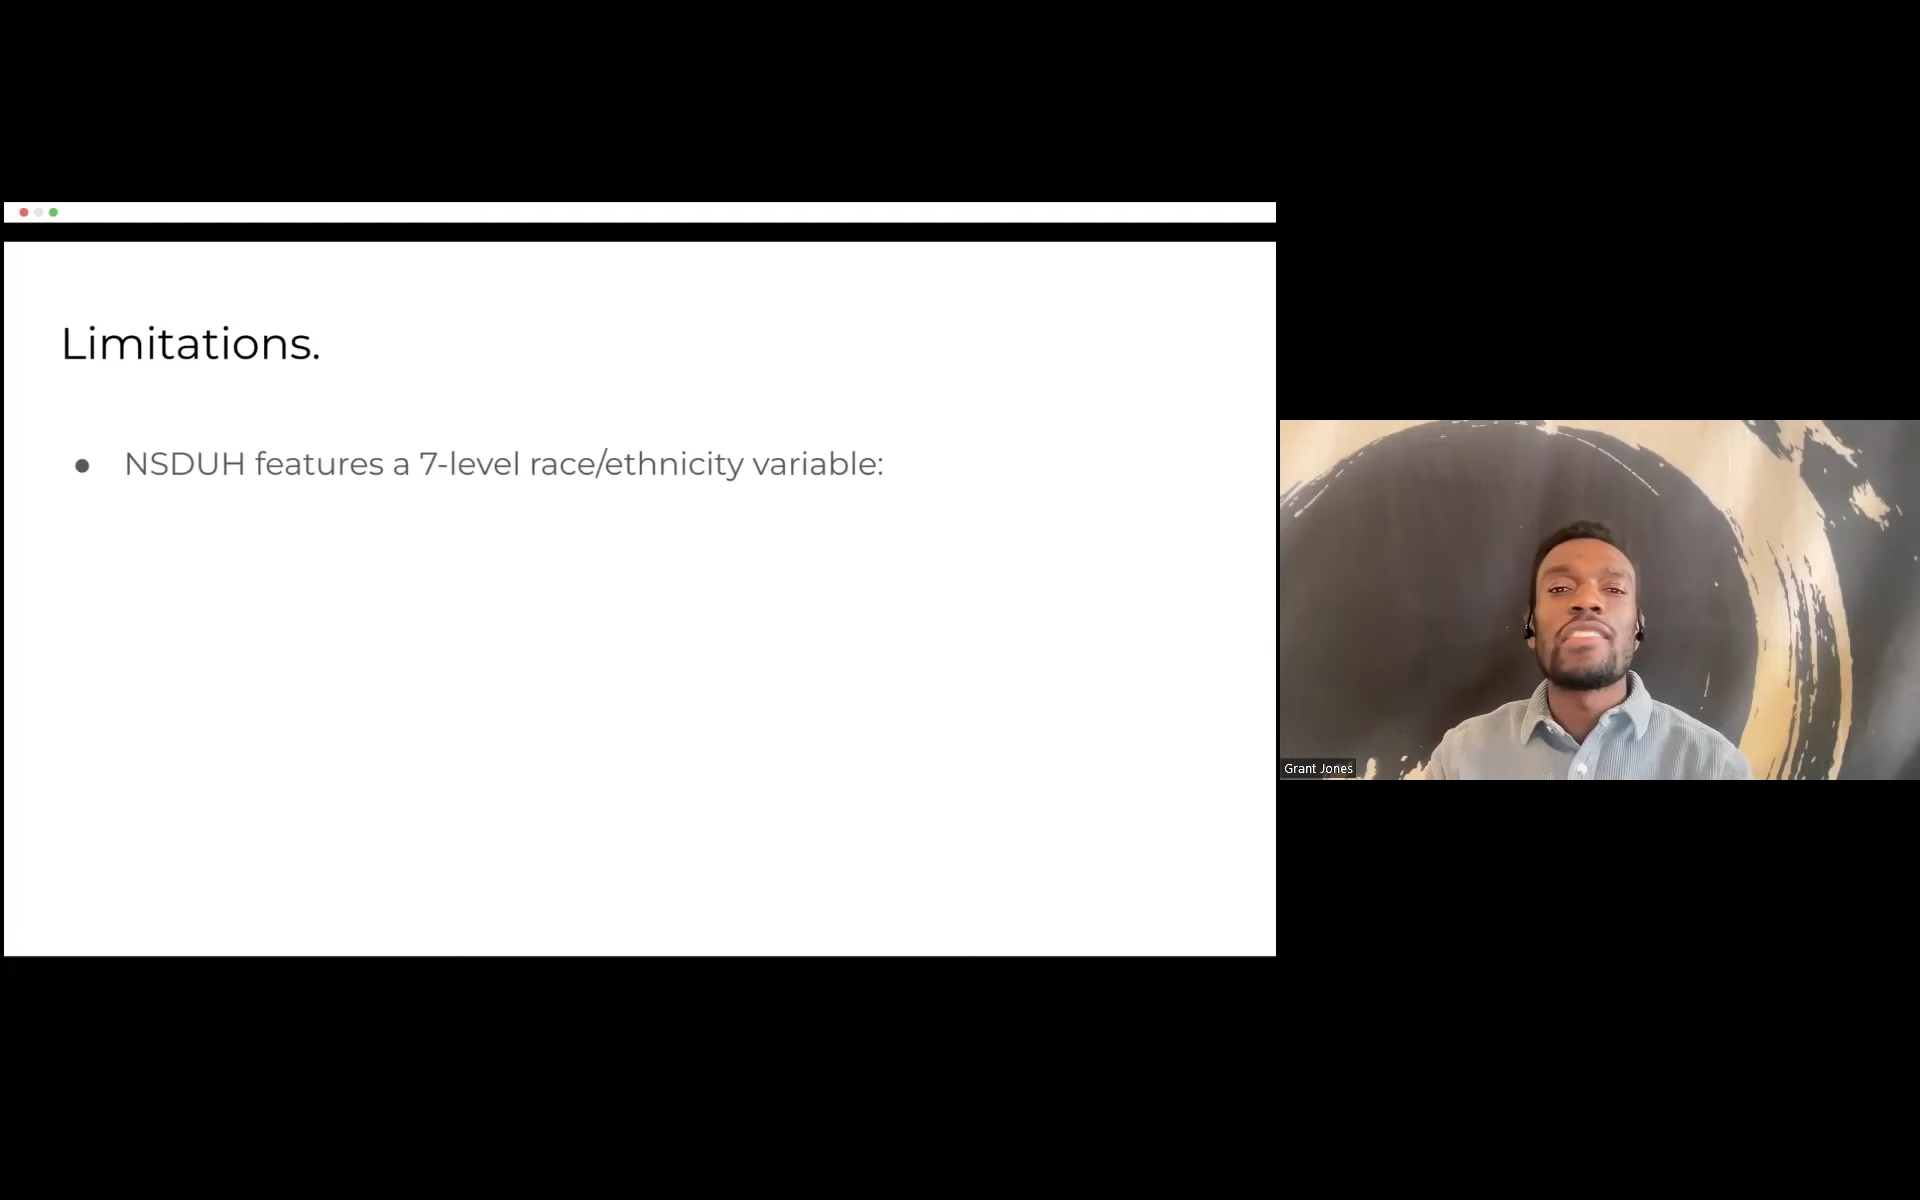 Limitations.
● NSDUH features a 7-level race/ethnicity variable:
Grant Jones